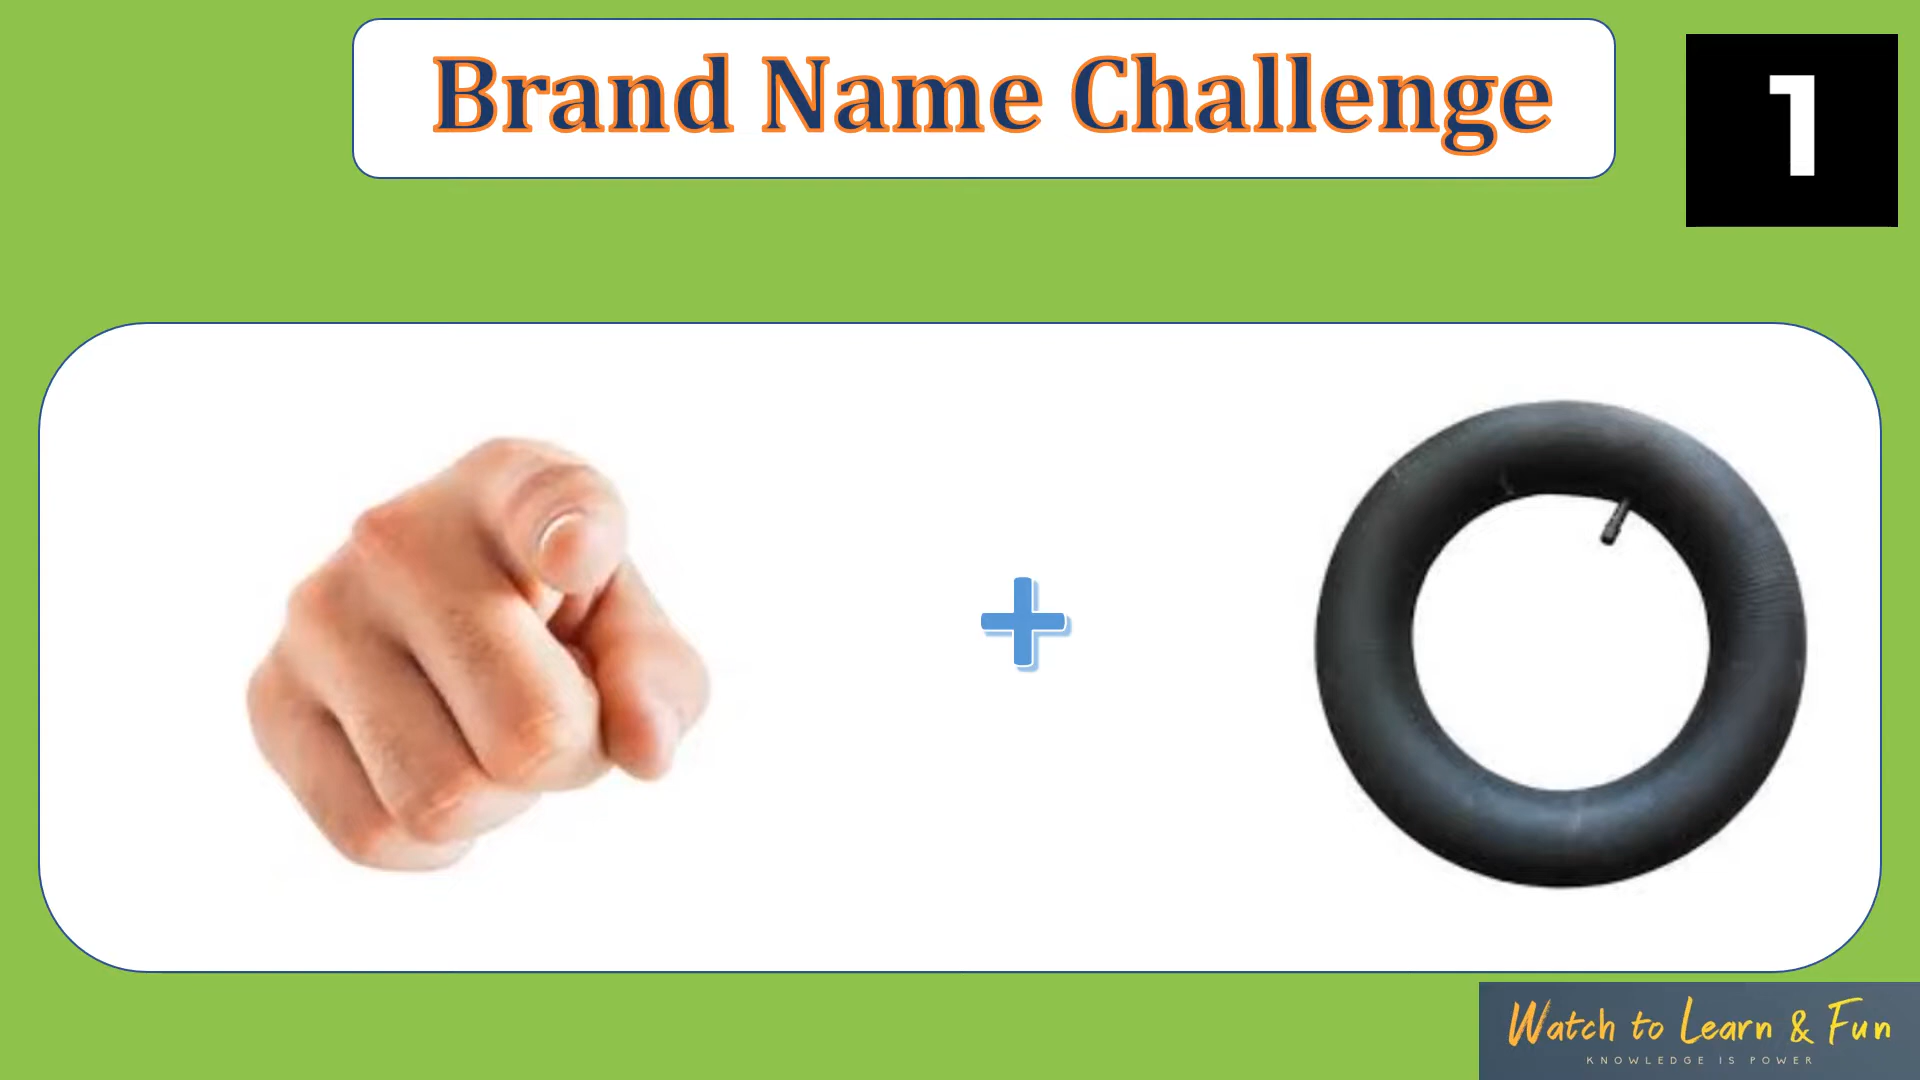 Brand Name Challenge
1
Watch to Learn & Fun
KNOWLEDGE IS POWER